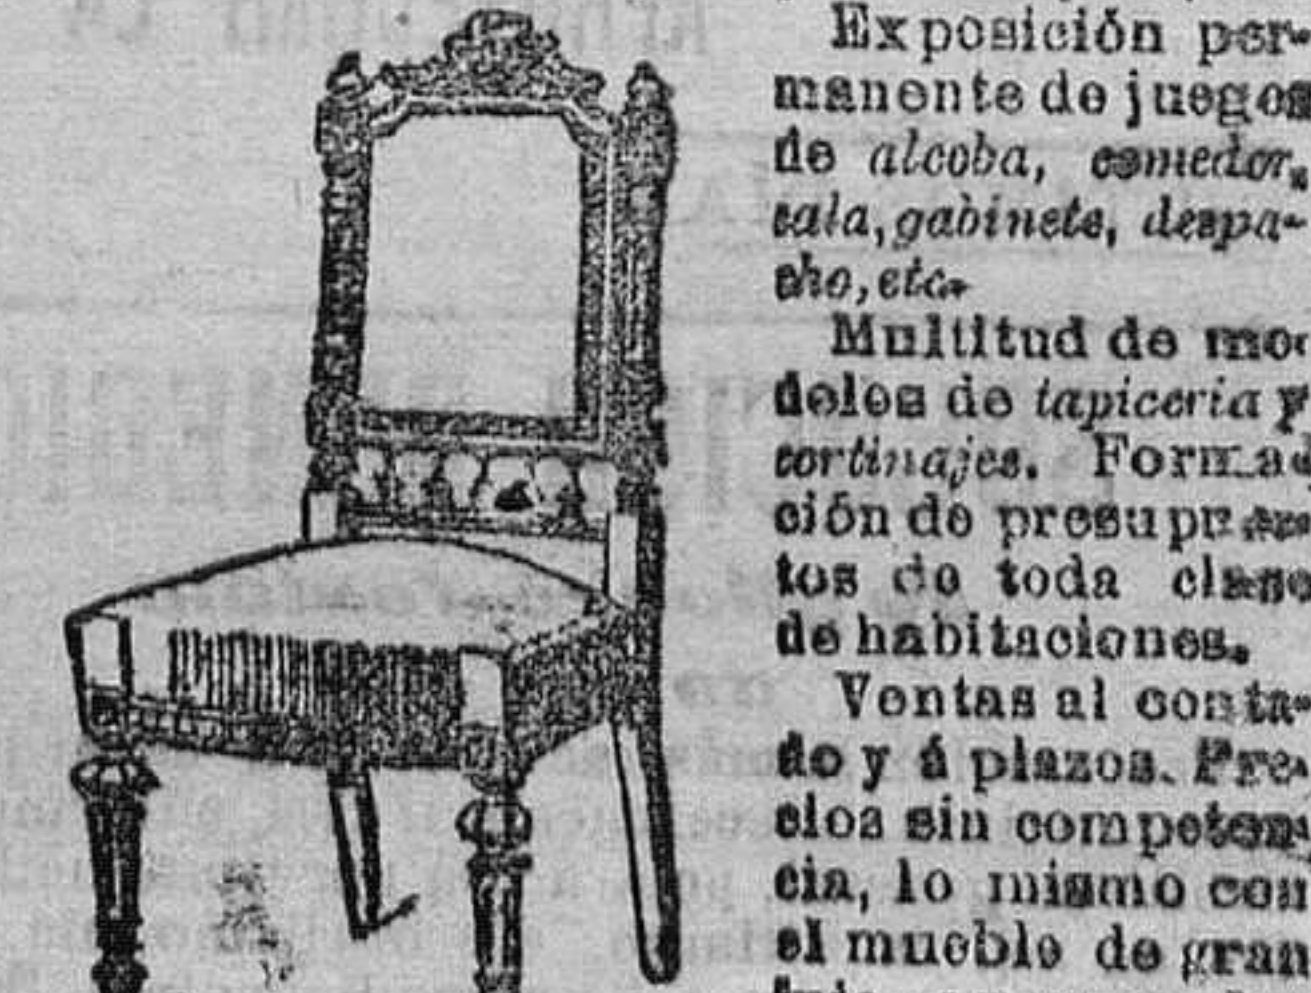 Exposición per-
manente de juegos
de alcoba, comedor,
sala, gabinete, despa-
cho, etc.
Multitud de mo-
delos de tapiceria y
cortinajes. Forma-
ción de presupues-
tos de toda clase
de habitaciones.
Ventas al conta-
do y á plazos. Pre-
cios sin competen-
cia, lo mismo con
el mueble de gran